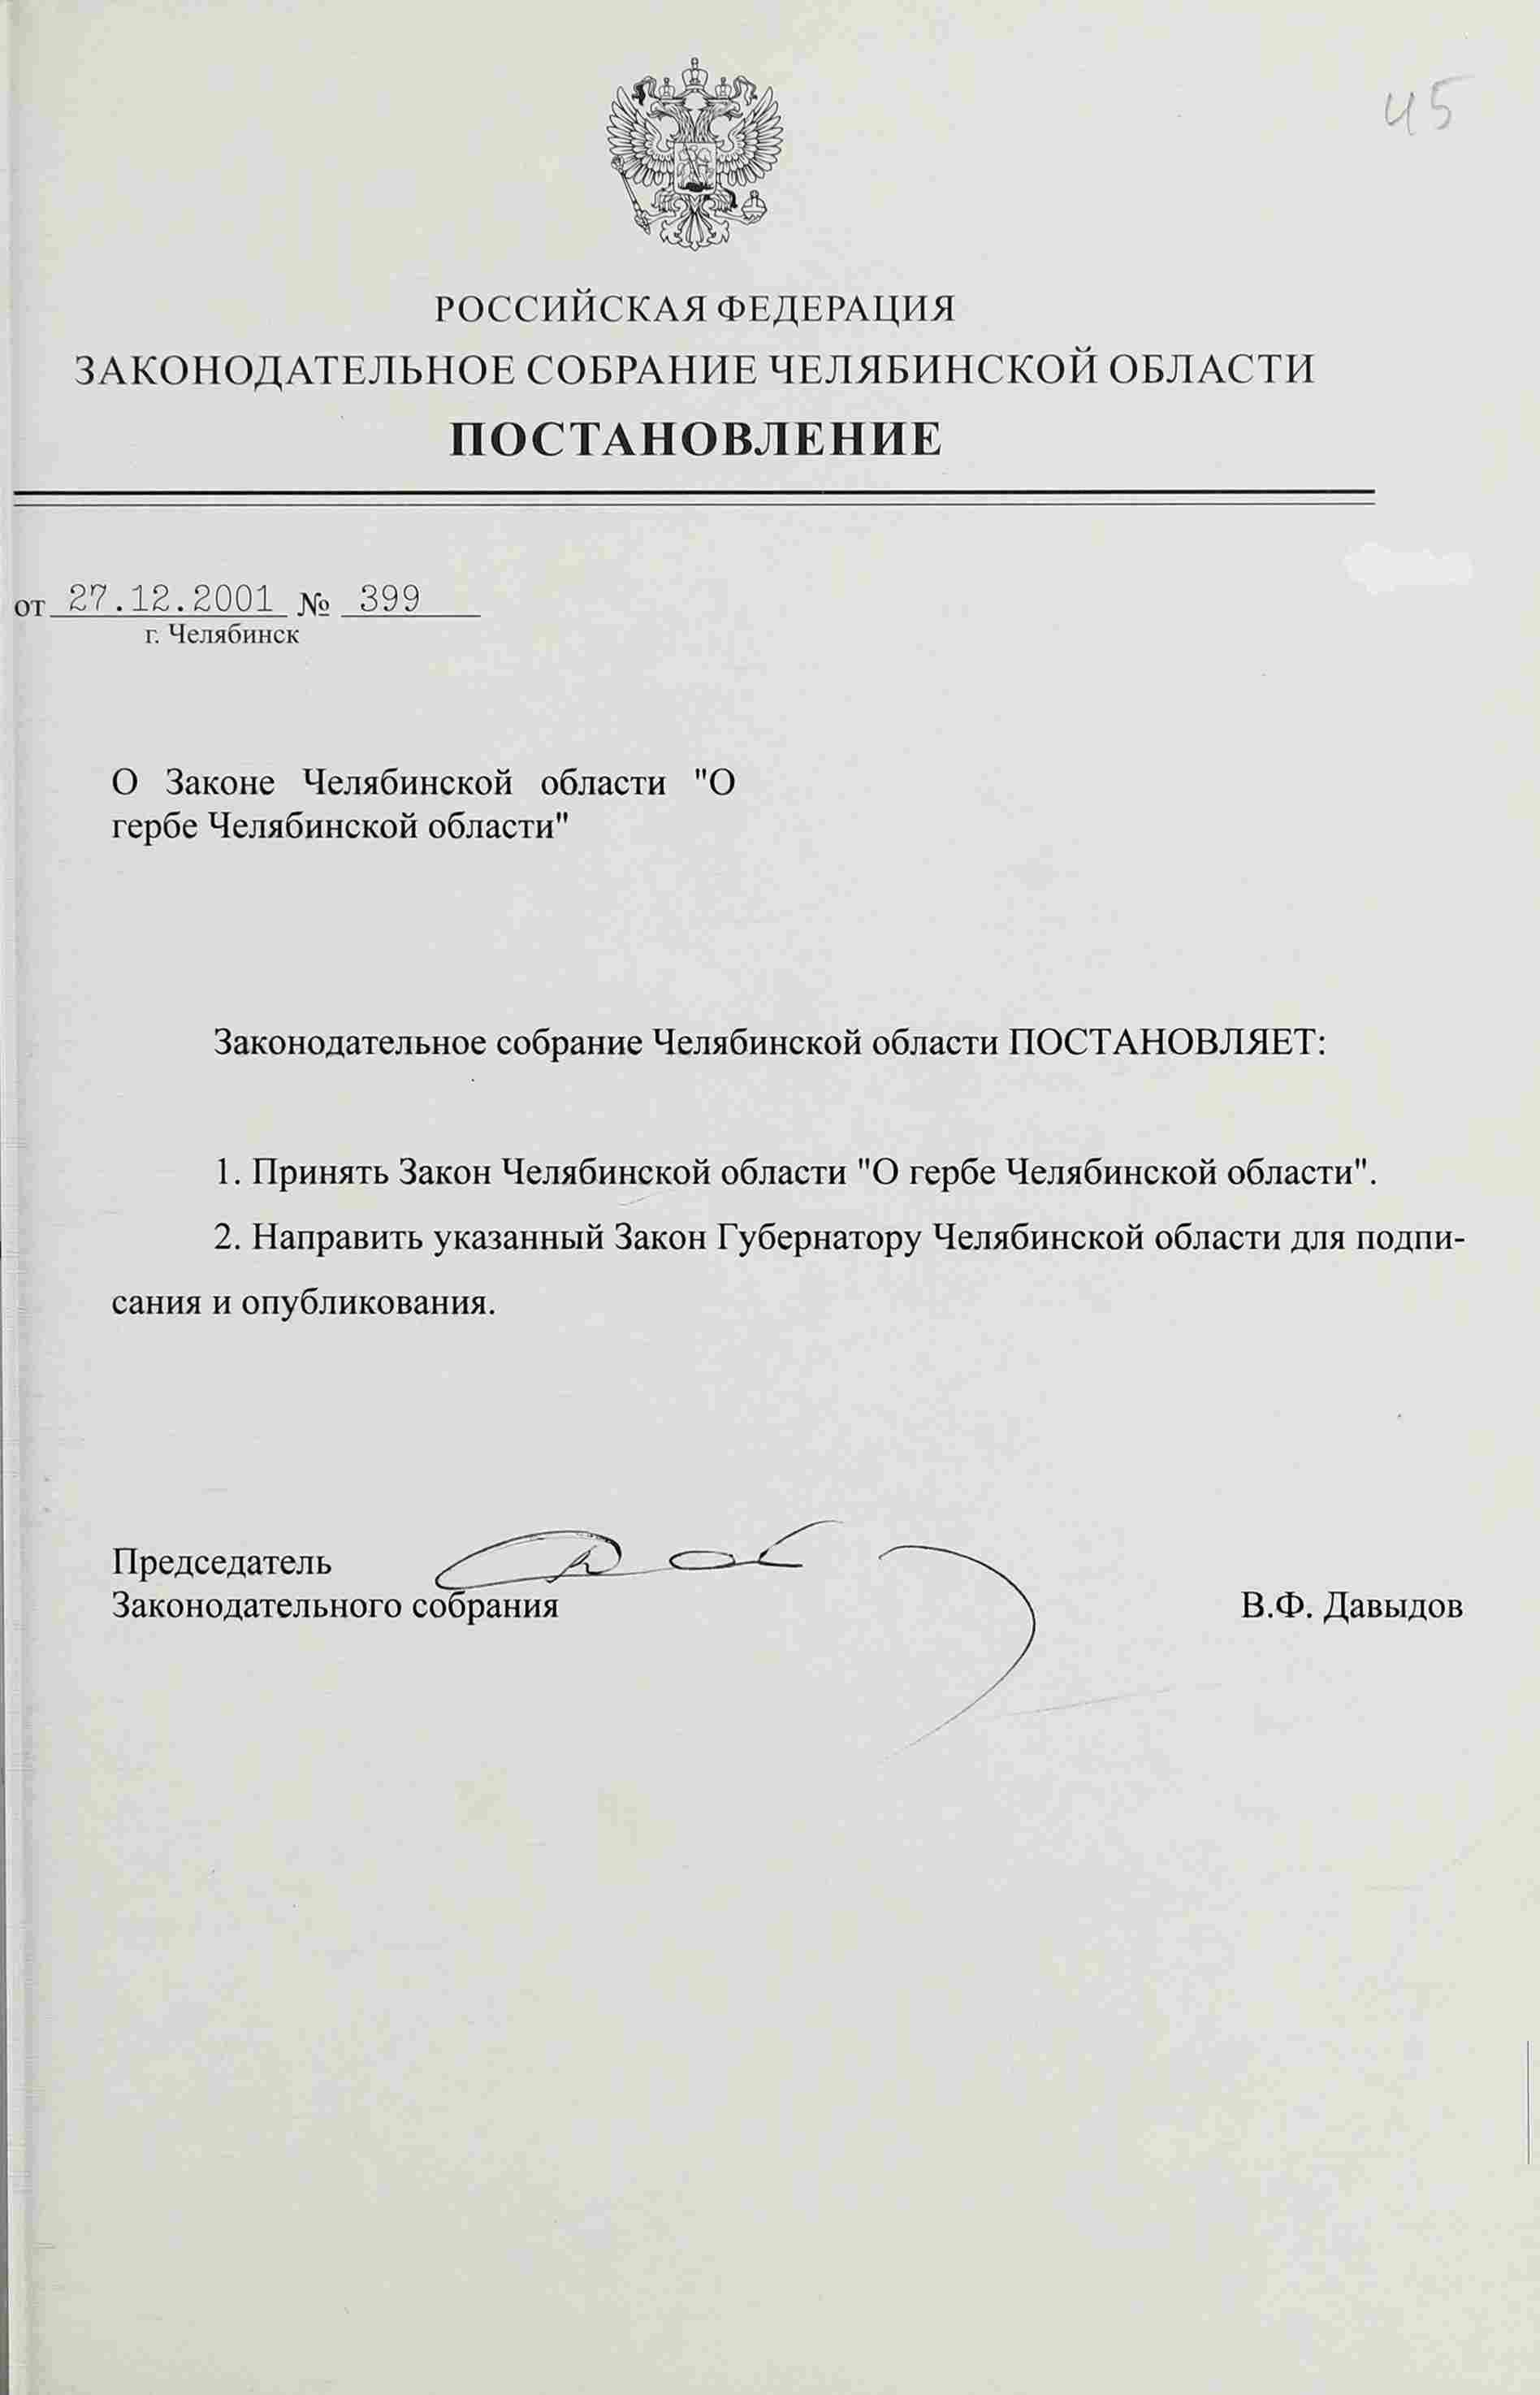 45
РОССИЙСКАЯ ФЕДЕРАЦИЯ
ЗАКОНОДАТЕЛЬНОЕ СОБРАНИЕ ЧЕЛЯБИНСКОЙ ОБЛАСТИ
ПОСТАНОВЛЕНИЕ
от 27.12.2001 № 399
г. Челябинск
О Законе Челябинской области "О
гербе Челябинской области"
Законодательное собрание Челябинской области ПОСТАНОВЛЯЕТ:
1. Принять Закон Челябинской области "О гербе Челябинской области".
2. Направить указанный Закон Губернатору Челябинской области для подпи-
сания и опубликования.
Председатель
Законодательного собрания В.Ф. Давыдов